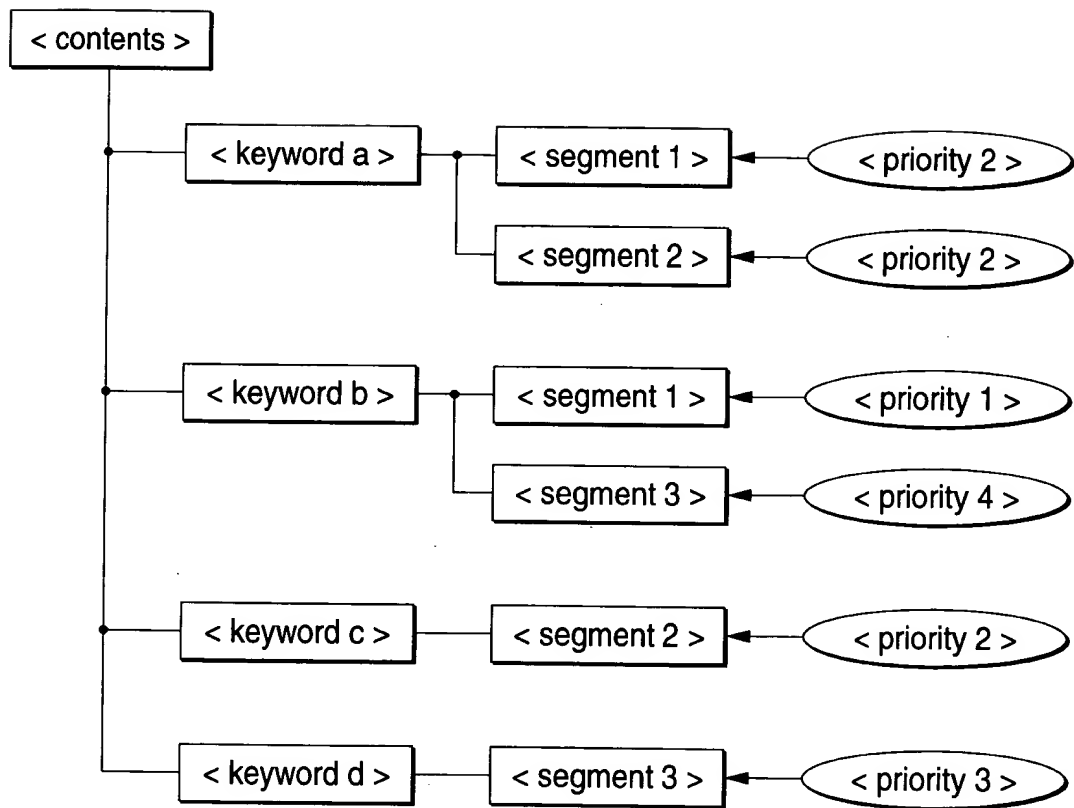 < contents >
< keyword a > < segment 1 > < priority 2 >
< segment 2 > < priority 2 >
< keyword b > < segment 1 > < priority 1 >
< segment 3 > < priority 4 >
< keyword c > < segment 2 > < priority 2 >
< keyword d > < segment 3 > < priority 3 >